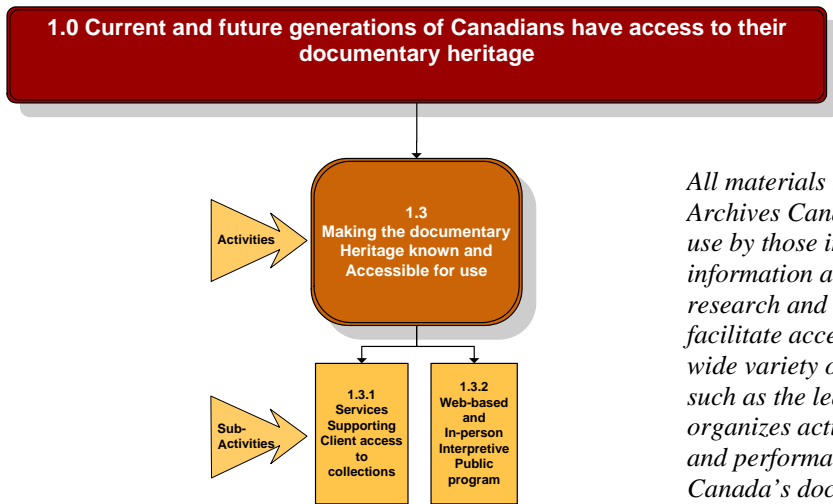 1.0 Current and future generations of Canadians have access to their
documentary heritage
Activities
1.3
Making the documentary
Heritage known and
Accessible for use
Sub-
Activities
1.3.1
Services
Supporting
Client access
to
collections
1.3.2
Web-based
and
In-person
Interpretive
Public
program
All materials
Archives Cana
use by those i
information a
research and
facilitate acce
wide variety o
such as the lea
organizes acti
and performa
Canada's doc